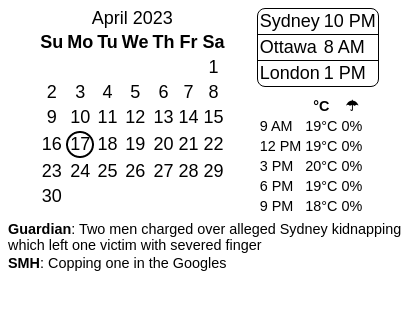 April 2023
Su Mo Tu We Th Fr Sa
1
2 3 4 5 6 7 8
9 10 11 12 13 14 15
16 17 18 19 20 21 22
23 24 25 26 27 28 29
30
Sydney 10 PM
Ottawa 8 AM
London 1 PM
°C ☂
9 AM 19°C 0%
12 PM 19°C 0%
3 PM 20°C 0%
6 PM 19°C 0%
9 PM 18°C 0%
Guardian: Two men charged over alleged Sydney kidnapping
which left one victim with severed finger
SMH: Copping one in the Googles